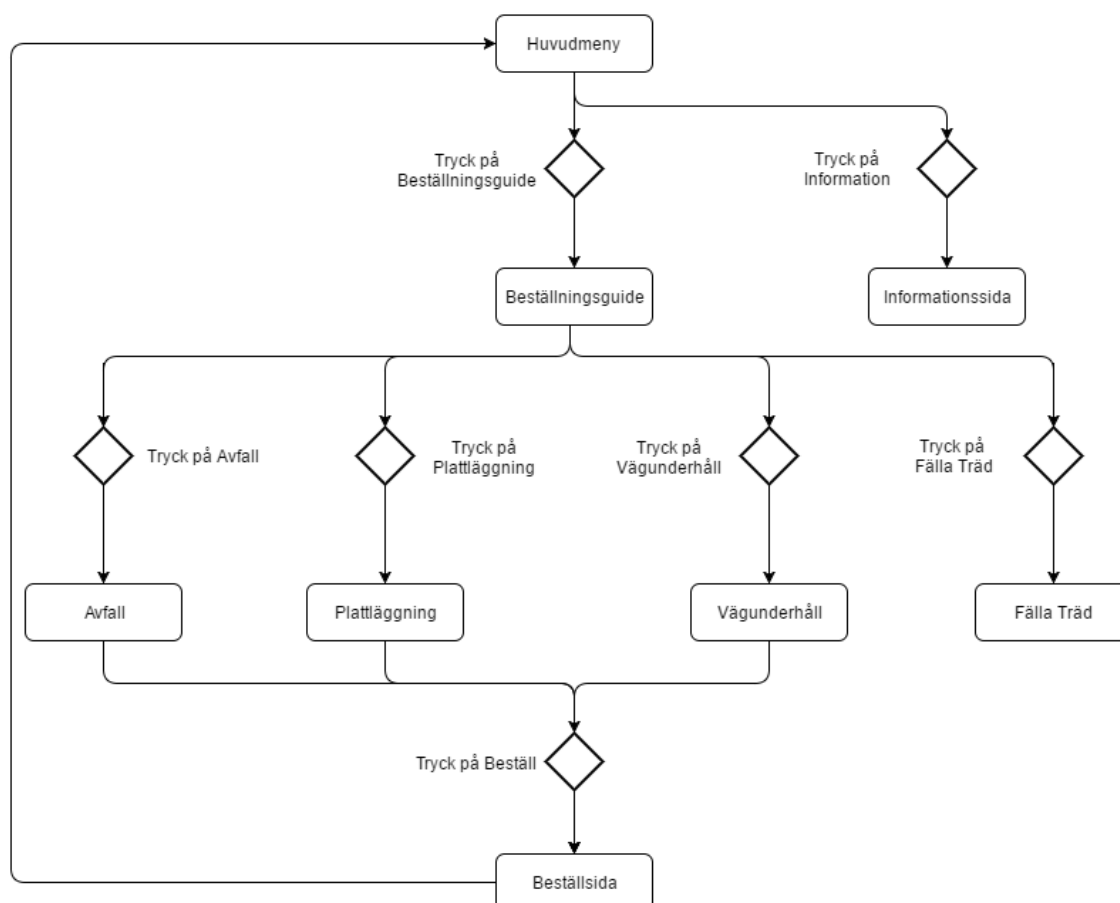 Huvudmeny
Tryck på
Beställningsguide
Tryck på
Information
Beställningsguide
Informationssida
Tryck på Avfall
Tryck på
Plattläggning
Tryck på
Vägunderhåll
Tryck på
Fälla Träd
Avfall
Plattläggning
Vägunderhåll
Fälla Träd
Tryck på Beställ
Beställsida